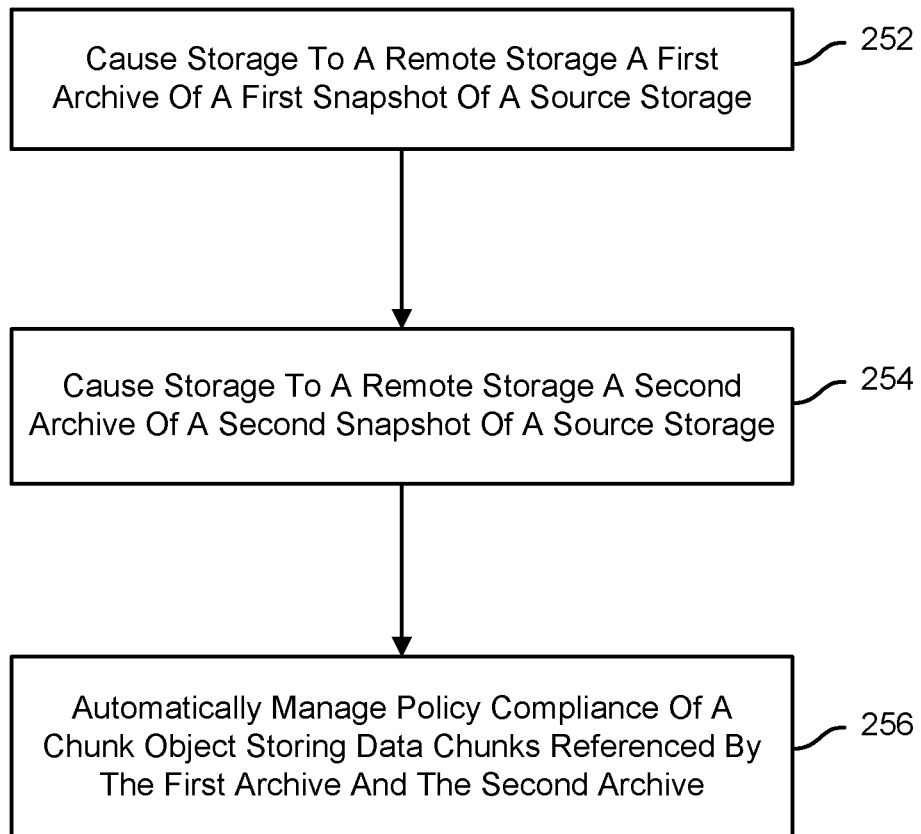 Cause Storage To A Remote Storage A First
Archive Of A First Snapshot Of A Source Storage
252
Cause Storage To A Remote Storage A Second
Archive Of A Second Snapshot Of A Source Storage
254
Automatically Manage Policy Compliance Of A
Chunk Object Storing Data Chunks Referenced By
The First Archive And The Second Archive
256